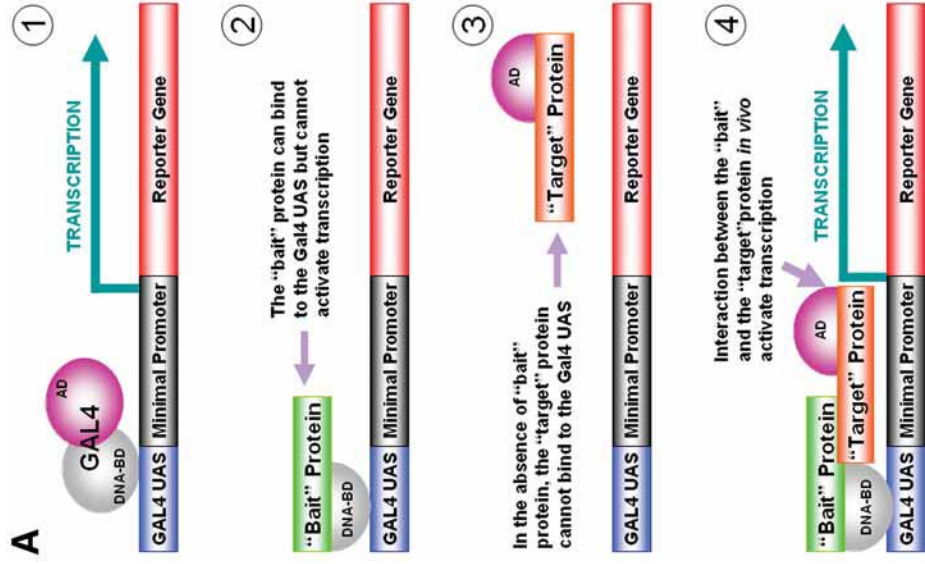 A
1
TRANSCRIPTION
AD
GAL4
DNA-BD
GAL4 UAS Minimal Promoter Reporter Gene
2
The "bait" protein can bind
to the Gal4 UAS but cannot
activate transcription
"Bait" Protein
DNA-BD
GAL4 UAS Minimal Promoter Reporter Gene
3
In the absence of "bait"
protein, the "target" protein
cannot bind to the Gal4 UAS
AD
"Target" Protein
GAL4 UAS Minimal Promoter Reporter Gene
4
Interaction between the "bait"
and the "target"protein in vivo
activate transcription
TRANSCRIPTION
AD
"Bait" Protein
"Target" Protein
DNA-BD
GAL4 UAS Minimal Promoter Reporter Gene